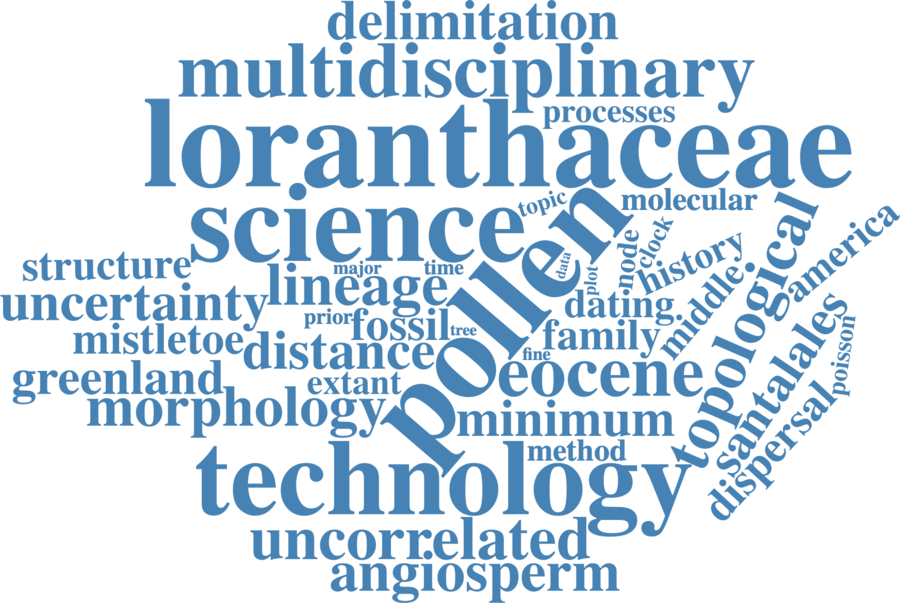 delimitation
multidisciplinary
processes
loranthaceae
science
topic
molecular
pollen
structure
major
time
lineage
data
plot
node
clock
history
america
uncertainty
prior
fossil
tree
dating
middle
topological
mistletoe
distance
fine
family
santalales
poisson
greenland
extant
eocene
morphology
minimum
dispersal
technology
method
uncorrelated
angiosperm